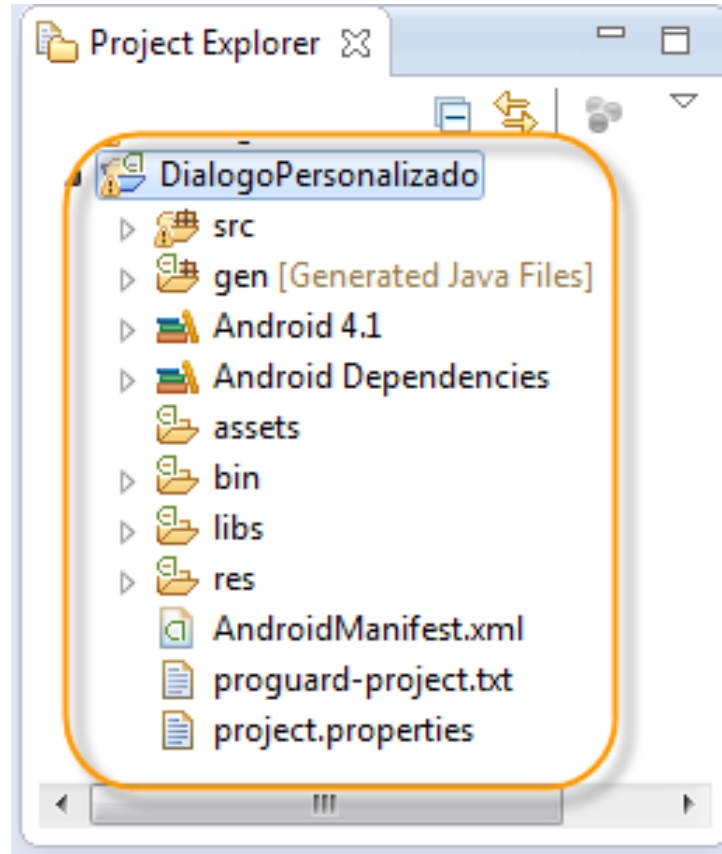 Project Explorer
DialogoPersonalizado
src
gen [Generated Java Files]
Android 4.1
Android Dependencies
assets
bin
libs
res
AndroidManifest.xml
proguard-project.txt
project.properties